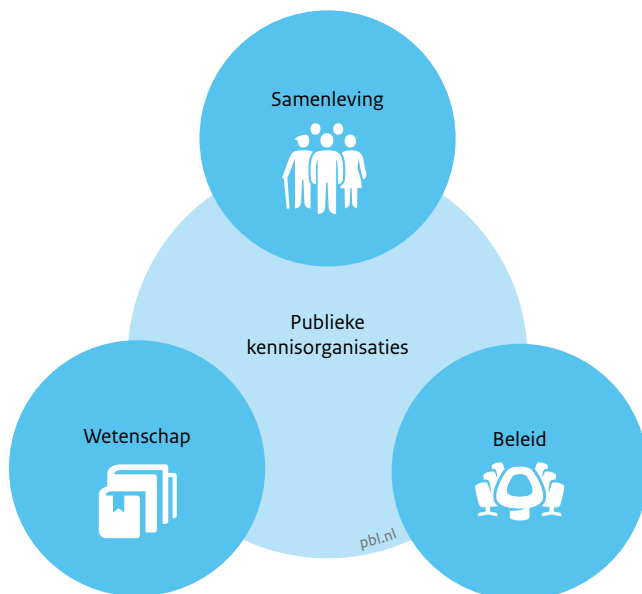 Samenleving
Publieke
kennisorganisaties
Wetenschap
Beleid
pbl.nl